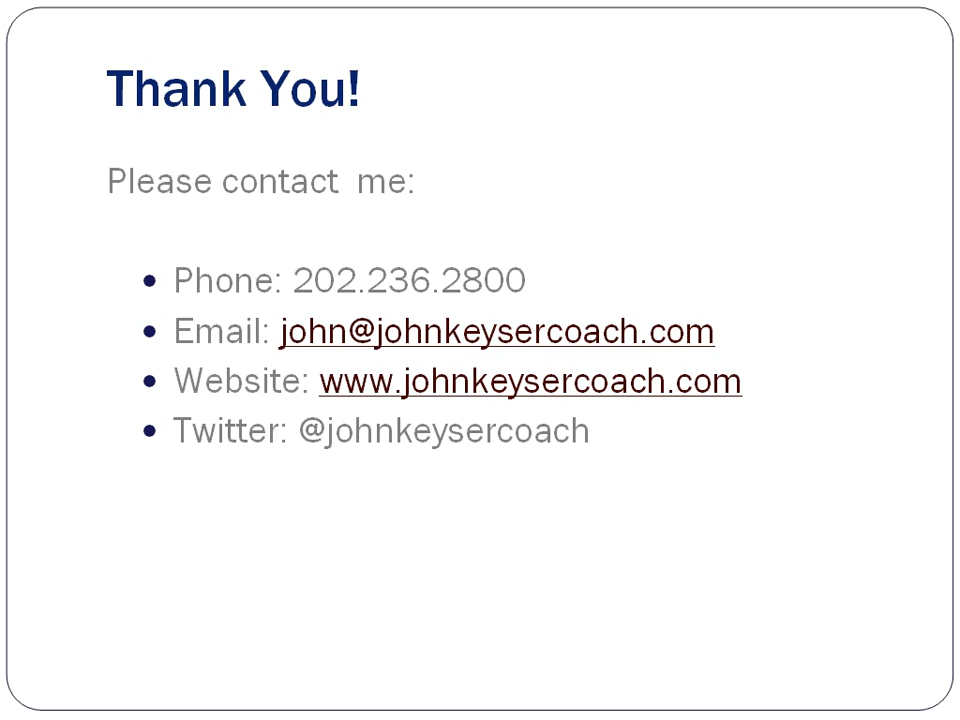 Thank You!
Please contact  me:
• Phone: 202.236.2800
• Email: john@johnkeysercoach.com
• Website: www.johnkeysercoach.com
• Twitter: @johnkeysercoach